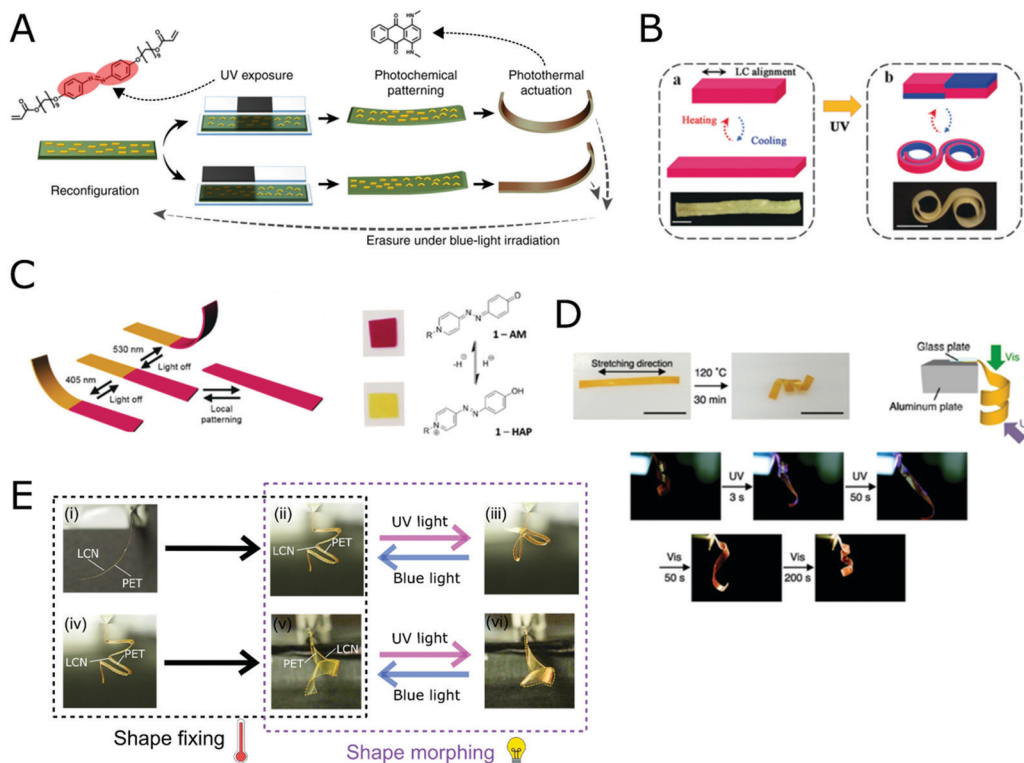 A
UV exposure
Photochemical
patterning
Photothermal
actuation
Reconfiguration
Erasure under blue-light irradiation
B
a
LC alignment
Heating
Cooling
UV
b
C
530 nm
Light off
405 nm
Light off
Local
patterning
1 – AM
-H⊖
H⊖
1 – HAP
D
Stretching direction
120 ˚C
30 min
Glass plate
Vis
Aluminum plate
U
UV
3 s
UV
50 s
Vis
50 s
Vis
200 s
E
(i)
LCN
PET
(ii)
LCN
PET
UV light
Blue light
(iii)
(iv)
LCN
PET
(v)
PET
LCN
UV light
Blue light
(vi)
Shape fixing
Shape morphing